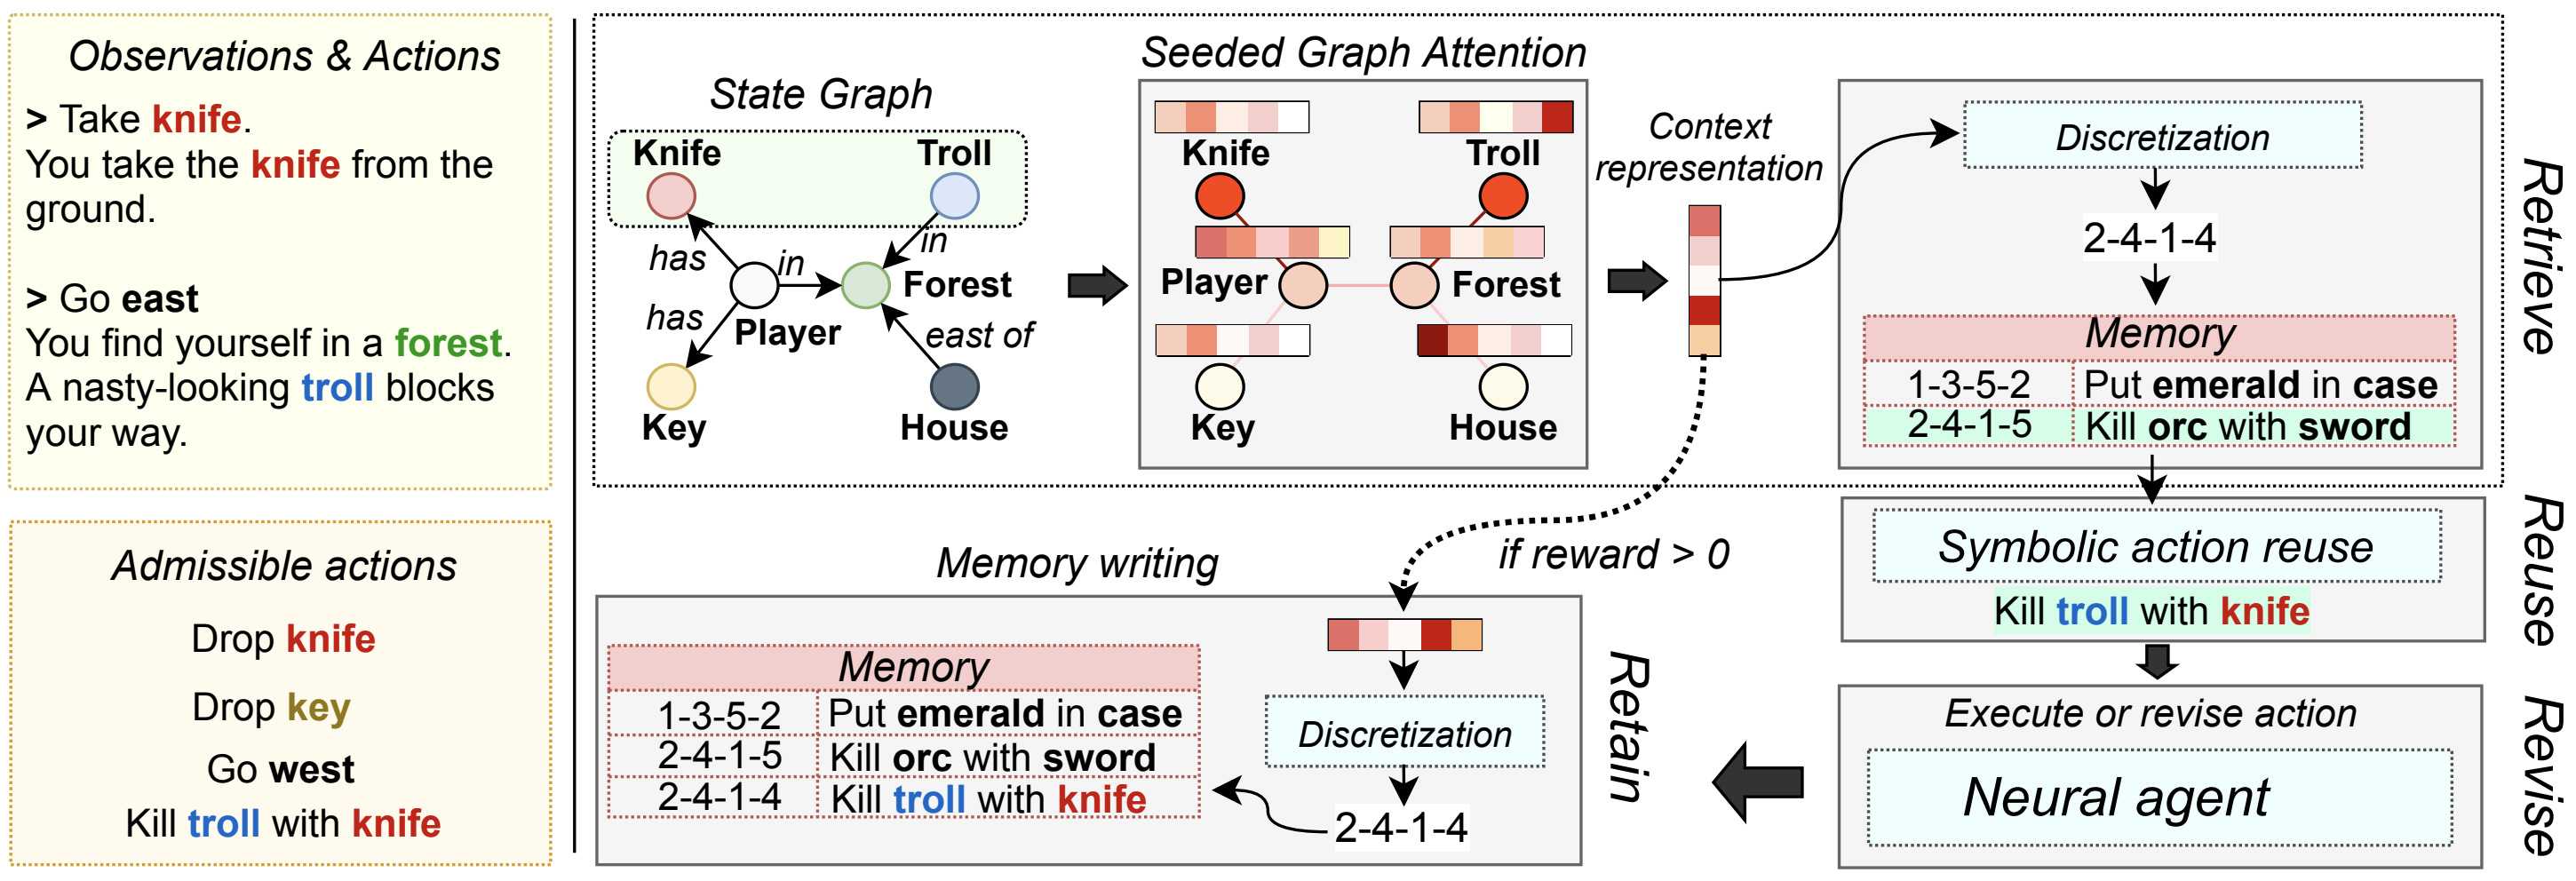 Observations & Actions
> Take knife.
You take the knife from the
ground.
> Go east
You find yourself in a forest.
A nasty-looking troll blocks
your way.
Admissible actions
Drop knife
Drop key
Go west
Kill troll with knife
State Graph
Knife
Troll
has
in
in
Forest
has
Player
east of
Key
House
Seeded Graph Attention
Knife
Troll
Player
Forest
Key
House
Context
representation
Discretization
2-4-1-4
Memory
1-3-5-2 Put emerald in case
2-4-1-5 Kill orc with sword
Retrieve
Symbolic action reuse
Kill troll with knife
Reuse
Execute or revise action
Neural agent
Revise
if reward > 0
Memory writing
Memory
1-3-5-2 Put emerald in case
2-4-1-5 Kill orc with sword
2-4-1-4 Kill troll with knife
Discretization
2-4-1-4
Retain